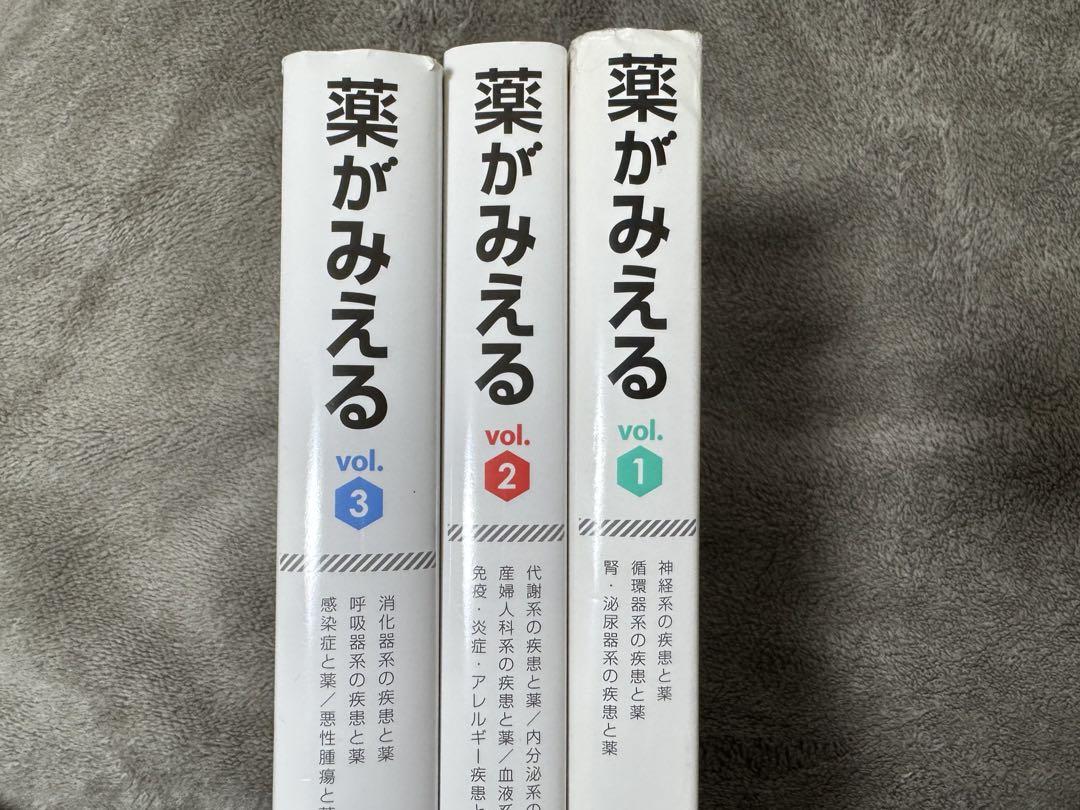 薬がみえる
vol.
3
消化器系の疾患と薬
呼吸器系の疾患と薬
感染症と薬／悪性腫瘍と
薬がみえる
vol.
2
代謝系の疾患と薬／内分泌系の
産婦人科系の疾患と薬／血液系
免疫・炎症・アレルギー疾患と
薬がみえる
vol.
1
神経系の疾患と薬
循環器系の疾患と薬
腎・泌尿器系の疾患と薬